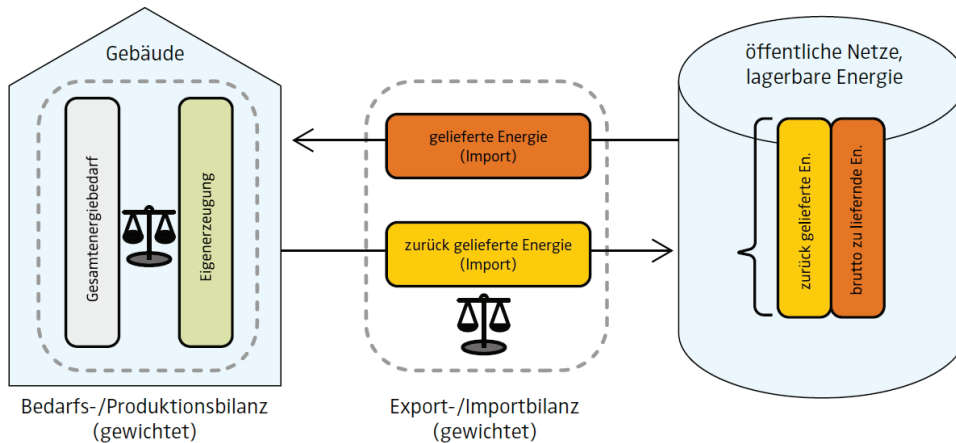 Gebäude
Gesamtenergiebedarf
Eigenerzeugung
Bedarfs-/Produktionsbilanz
(gewichtet)
gelieferte Energie
(Import)
zurück gelieferte Energie
(Import)
Export-/Importbilanz
(gewichtet)
öffentliche Netze,
lagerbare Energie
zurück gelieferte En.
brutto zu liefernde En.